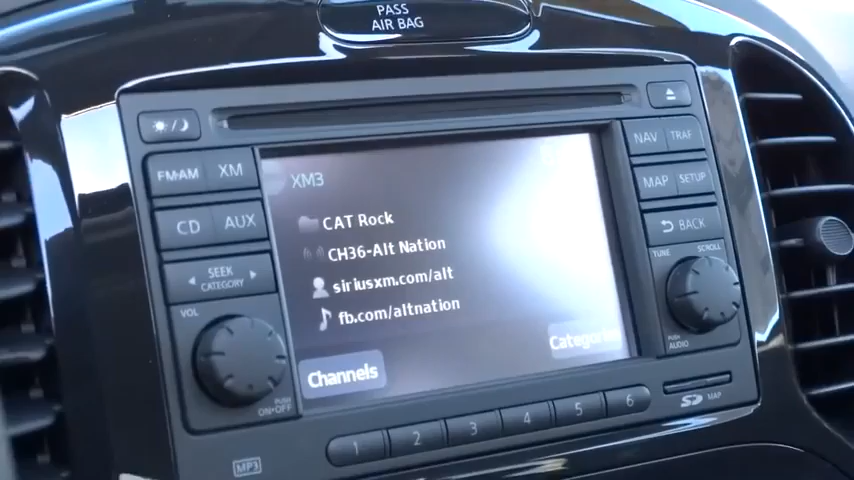 PASS
AIR BAG
FM·AM XM
CD AUX
SEEK
CATEGORY
VOL
PUSH
ON•OFF
MP3
XM3
CAT Rock
CH36-Alt Nation
siriusxm.com/alt
fb.com/altnation
Channels
Categories
1 2 3 4 5 6
NAV TRAF
MAP SETUP
BACK
TUNE SCROLL
PUSH
AUDIO
SD MAP